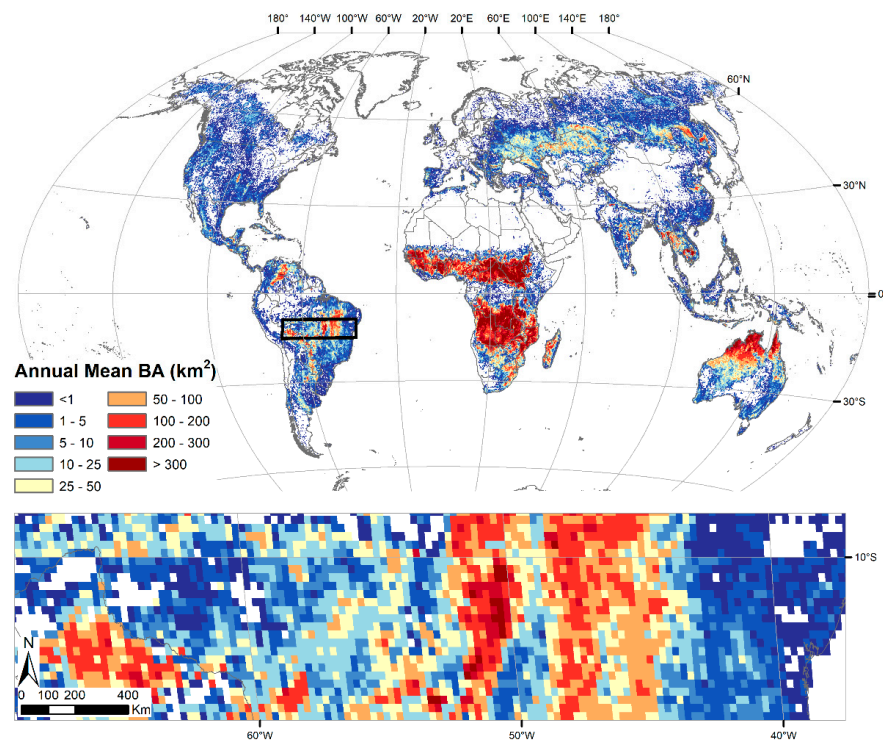 180° 140°W 100°W 60°W 20°W 20°E 60°E 100°E 140°E 180°
60°N
30°N
0
30°S
Annual Mean BA (km²)
<1
1 - 5
5 - 10
10 - 25
25 - 50
50 - 100
100 - 200
200 - 300
> 300
10°S
N
0 100 200 400
Km
60°W 50°W 40°W